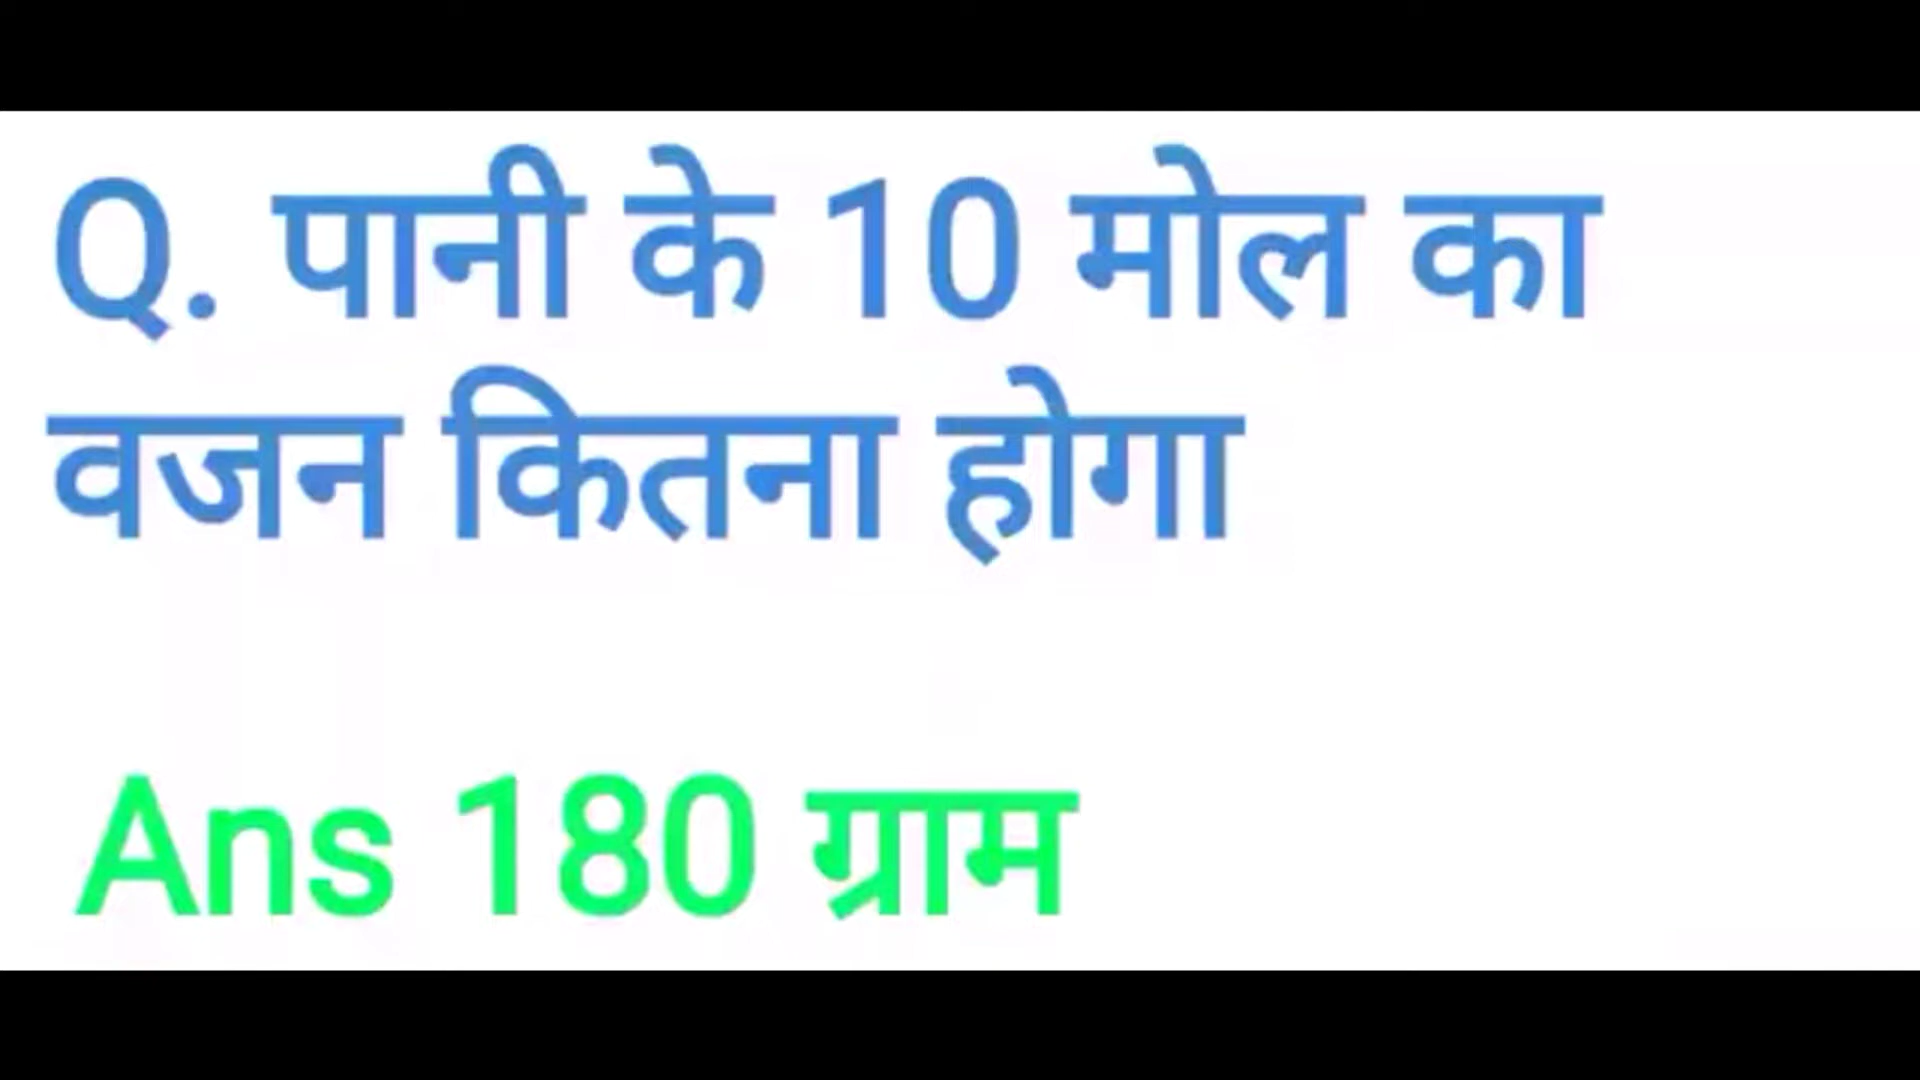 Q. पानी के 10 मोल का
वजन कितना होगा
Ans 180 ग्राम